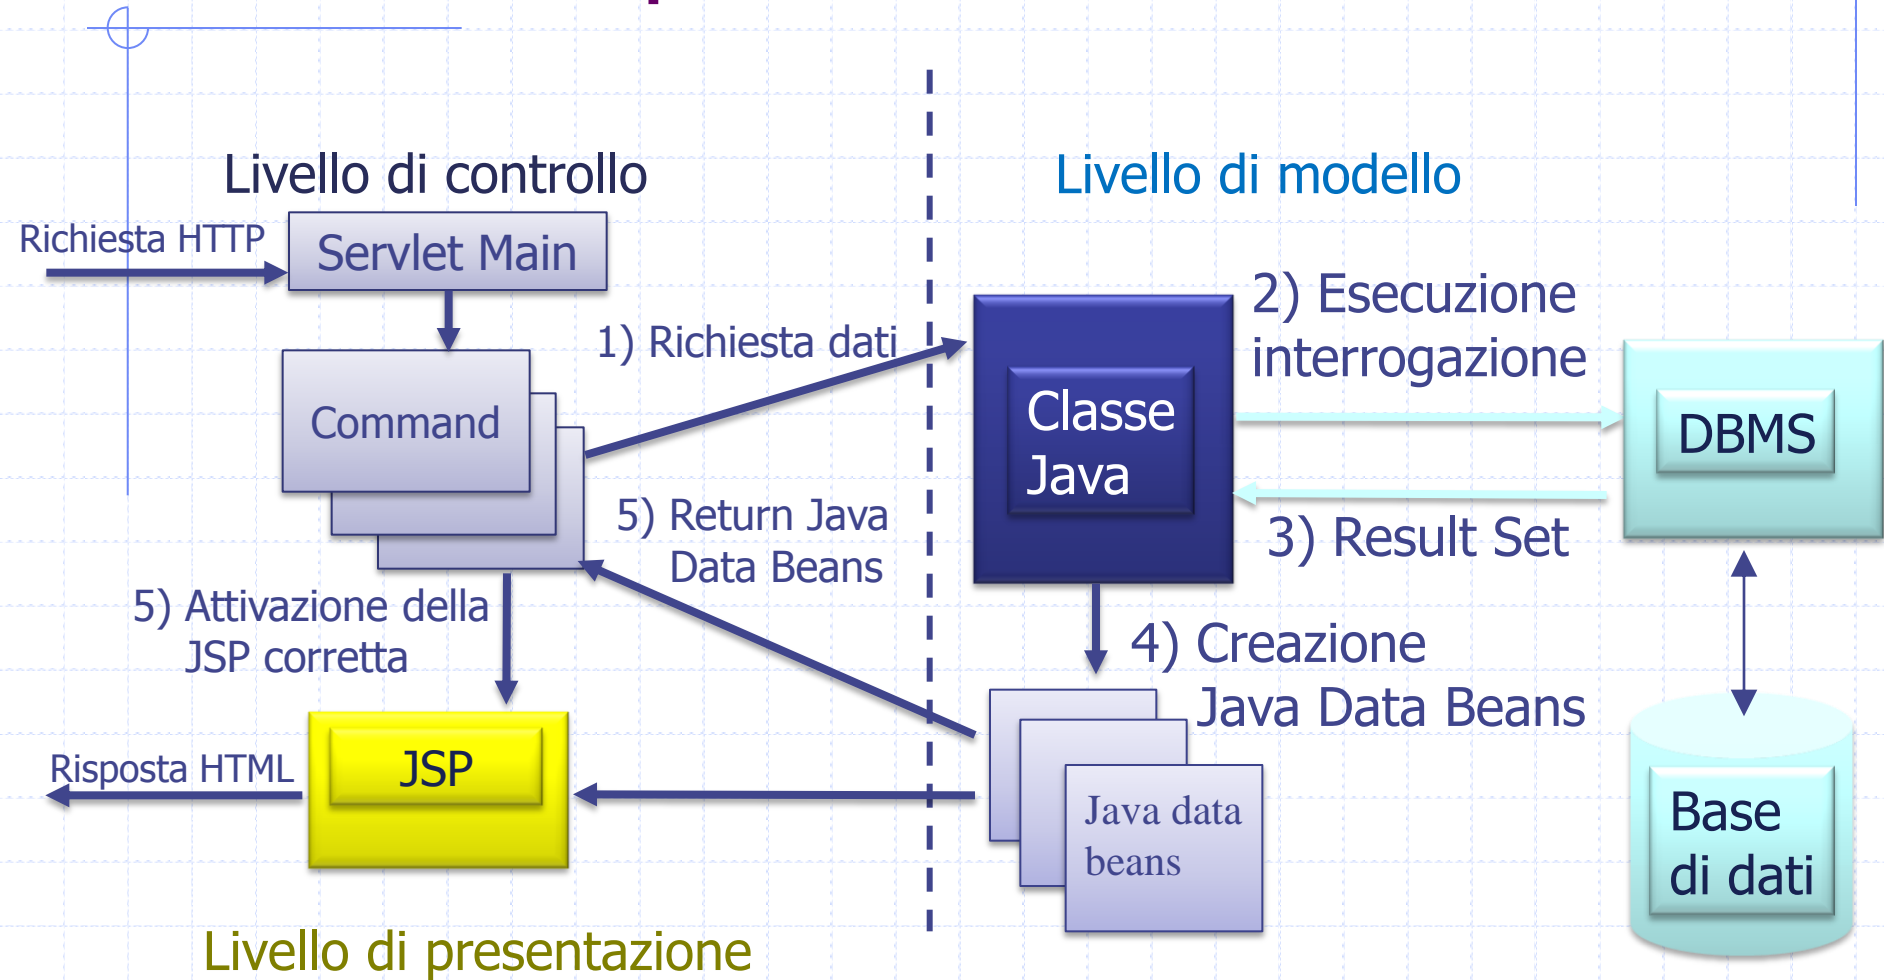 Livello di controllo
Livello di modello
Richiesta HTTP
Servlet Main
Command
1) Richiesta dati
Classe
Java
2) Esecuzione
interrogazione
DBMS
3) Result Set
5) Return Java
Data Beans
5) Attivazione della
JSP corretta
4) Creazione
Java Data Beans
JSP
Risposta HTML
Java data
beans
Base
di dati
Livello di presentazione